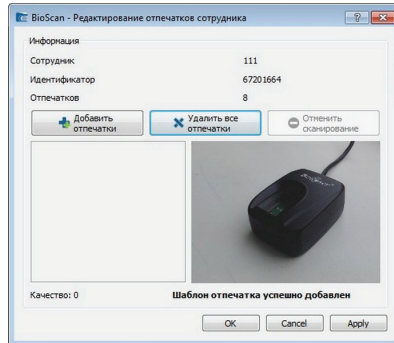 BioScan - Редактирование отпечатков сотрудника
Информация
Сотрудник 111
Идентификатор 67201664
Отпечатков 8
Добавить отпечатки
Удалить все отпечатки
Отменить сканирование
BioScan
Качество: 0
Шаблон отпечатка успешно добавлен
OK Cancel Apply